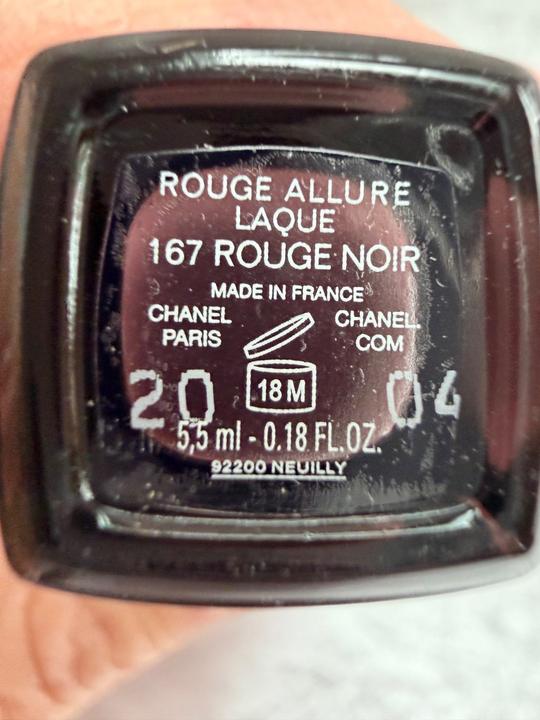 ROUGE ALLURE
LAQUE
167 ROUGE NOIR
MADE IN FRANCE
CHANEL PARIS
CHANEL. COM
18 M
20 04
5,5 ml - 0.18 FL.OZ.
92200 NEUILLY